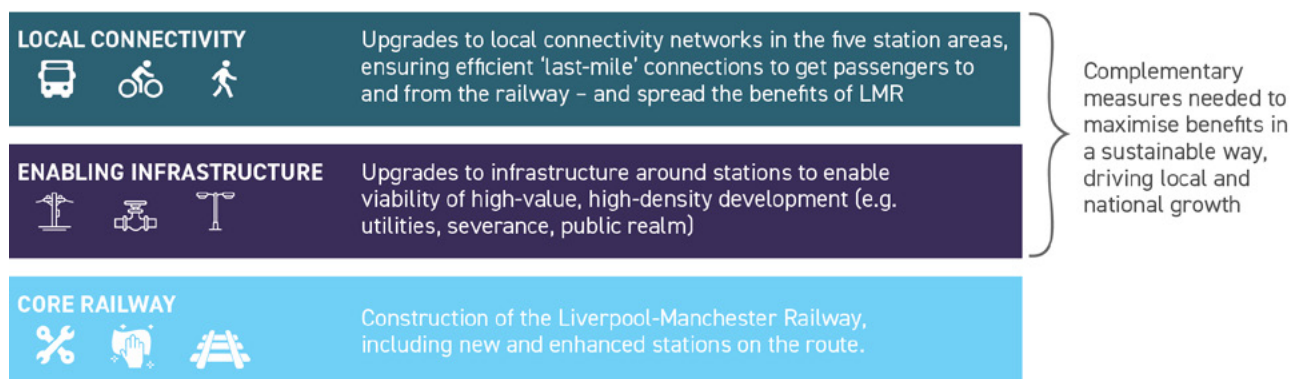 LOCAL CONNECTIVITY
Upgrades to local connectivity networks in the five station areas,
ensuring efficient ‘last-mile’ connections to get passengers to
and from the railway – and spread the benefits of LMR
ENABLING INFRASTRUCTURE
Upgrades to infrastructure around stations to enable
viability of high-value, high-density development (e.g.
utilities, severance, public realm)
Complementary
measures needed to
maximise benefits in
a sustainable way,
driving local and
national growth
CORE RAILWAY
Construction of the Liverpool-Manchester Railway,
including new and enhanced stations on the route.